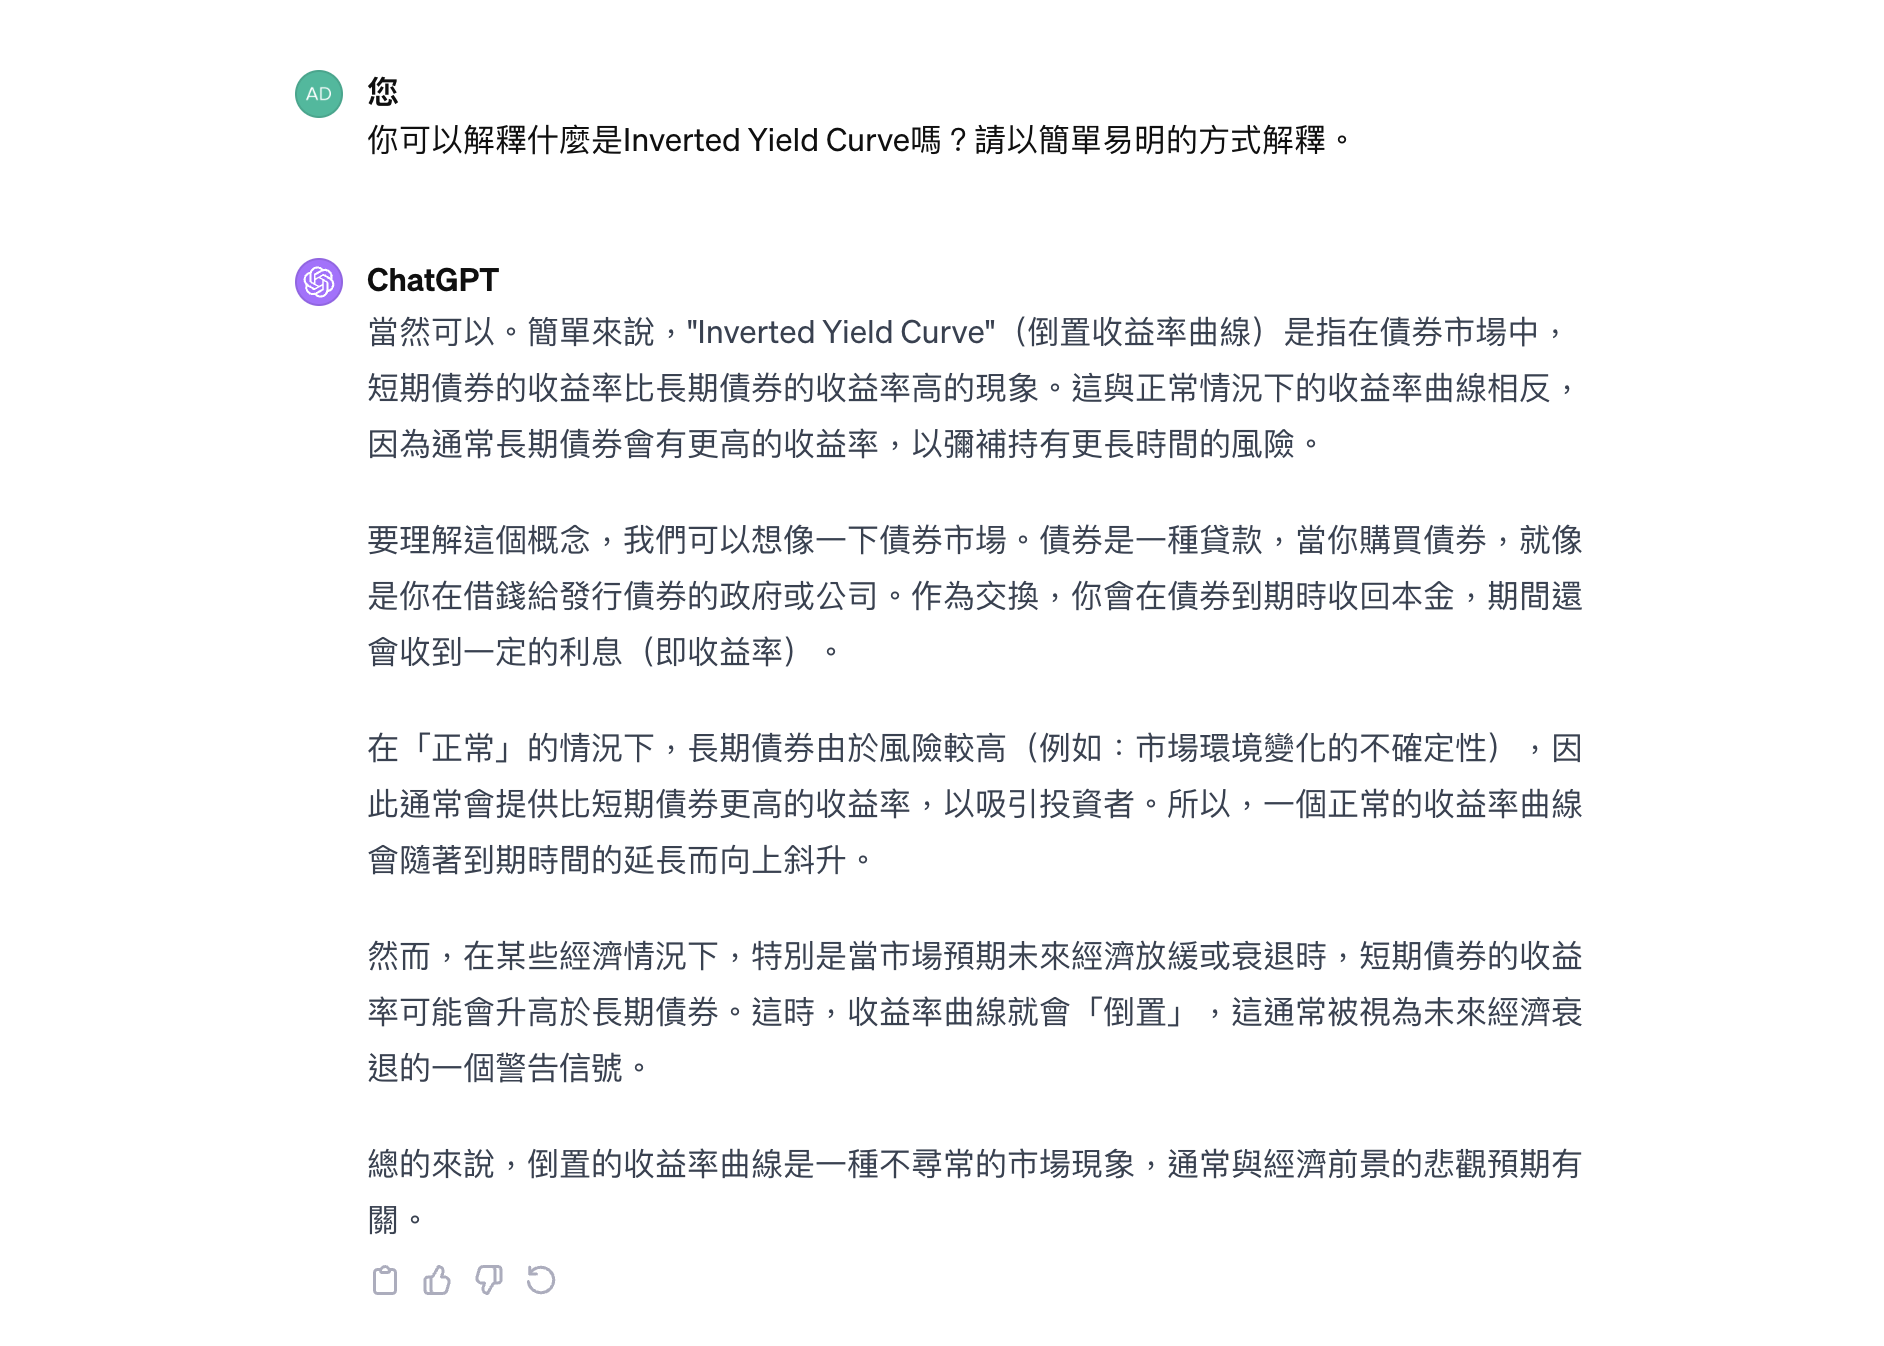 AD
您
你可以解釋什麼是Inverted Yield Curve嗎？請以簡單易明的方式解釋。
ChatGPT
當然可以。簡單來說，"Inverted Yield Curve"（倒置收益率曲線）是指在債券市場中，
短期債券的收益率比長期債券的收益率高的現象。這與正常情況下的收益率曲線相反，
因為通常長期債券會有更高的收益率，以彌補持有更長時間的風險。
要理解這個概念，我們可以想像一下債券市場。債券是一種貸款，當你購買債券，就像
是你在借錢給發行債券的政府或公司。作為交換，你會在債券到期時收回本金，期間還
會收到一定的利息（即收益率）。
在「正常」的情況下，長期債券由於風險較高（例如：市場環境變化的不確定性），因
此通常會提供比短期債券更高的收益率，以吸引投資者。所以，一個正常的收益率曲線
會隨著到期時間的延長而向上斜升。
然而，在某些經濟情況下，特別是當市場預期未來經濟放緩或衰退時，短期債券的收益
率可能會升高於長期債券。這時，收益率曲線就會「倒置」，這通常被視為未來經濟衰
退的一個警告信號。
總的來說，倒置的收益率曲線是一種不尋常的市場現象，通常與經濟前景的悲觀預期有
關。